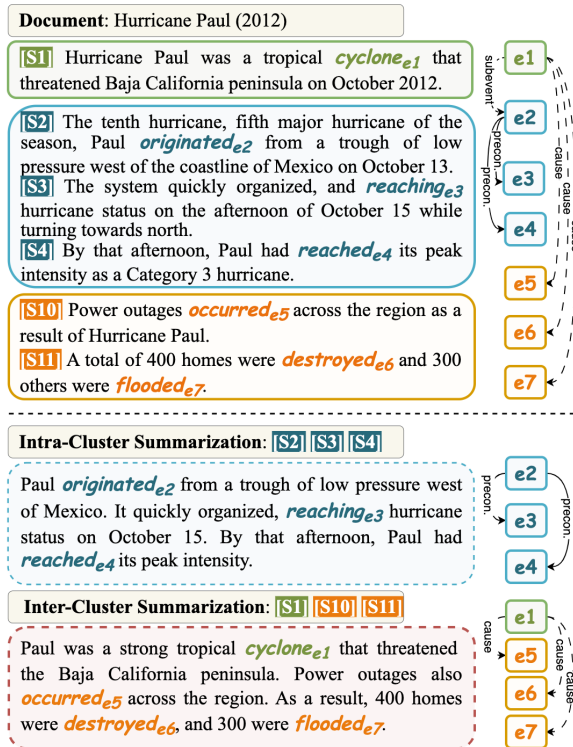 Document: Hurricane Paul (2012)
[S1] Hurricane Paul was a tropical cyclone e1 that
threatened Baja California peninsula on October 2012.
[S2] The tenth hurricane, fifth major hurricane of the
season, Paul originated e2 from a trough of low
pressure west of the coastline of Mexico on October 13.
[S3] The system quickly organized, and reaching e3
hurricane status on the afternoon of October 15 while
turning towards north.
[S4] By that afternoon, Paul had reached e4 its peak
intensity as a Category 3 hurricane.
[S10] Power outages occurred e5 across the region as a
result of Hurricane Paul.
[S11] A total of 400 homes were destroyed e6 and 300
others were flooded e7.
e1
subevent
e2
precon.
e3
precon.
e4
cause
cause
e5
e6
e7
Intra-Cluster Summarization: [S2] [S3] [S4]
Paul originated e2 from a trough of low pressure west
of Mexico. It quickly organized, reaching e3 hurricane
status on October 15. By that afternoon, Paul had
reached e4 its peak intensity.
e2
precon.
e3
precon.
e4
Inter-Cluster Summarization: [S1] [S10] [S11]
Paul was a strong tropical cyclone e1 that threatened
the Baja California peninsula. Power outages also
occurred e5 across the region. As a result, 400 homes
were destroyed e6, and 300 were flooded e7.
e1
cause
e5
cause
e6
cause
e7